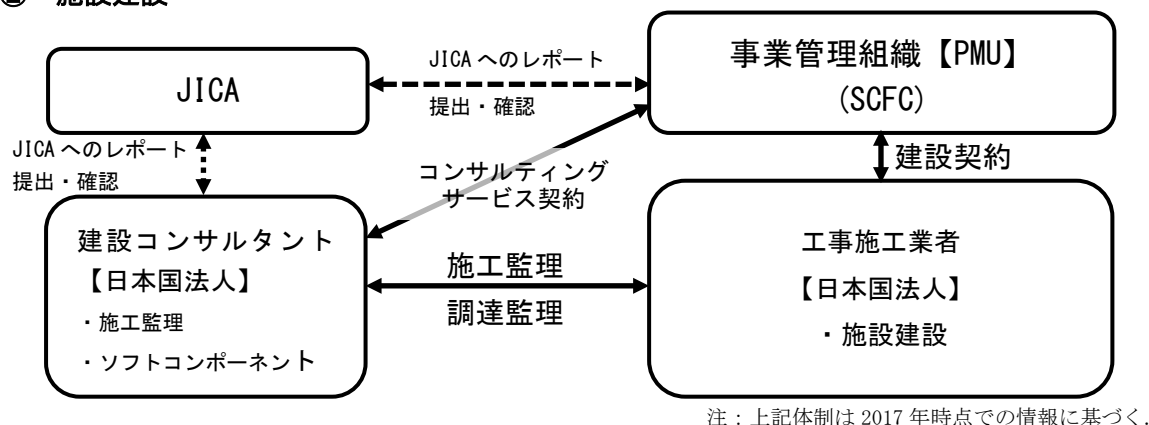 施設建設
JICA
JICA へのレポート
提出・確認
事業管理組織【PMU】
(SCFC)
JICA へのレポート
提出・確認
コンサルティング
サービス契約
建設契約
建設コンサルタント
【日本国法人】
・施工監理
・ソフトコンポーネント
施工監理
調達監理
工事施工業者
【日本国法人】
・施設建設
注：上記体制は 2017 年時点での情報に基づく.